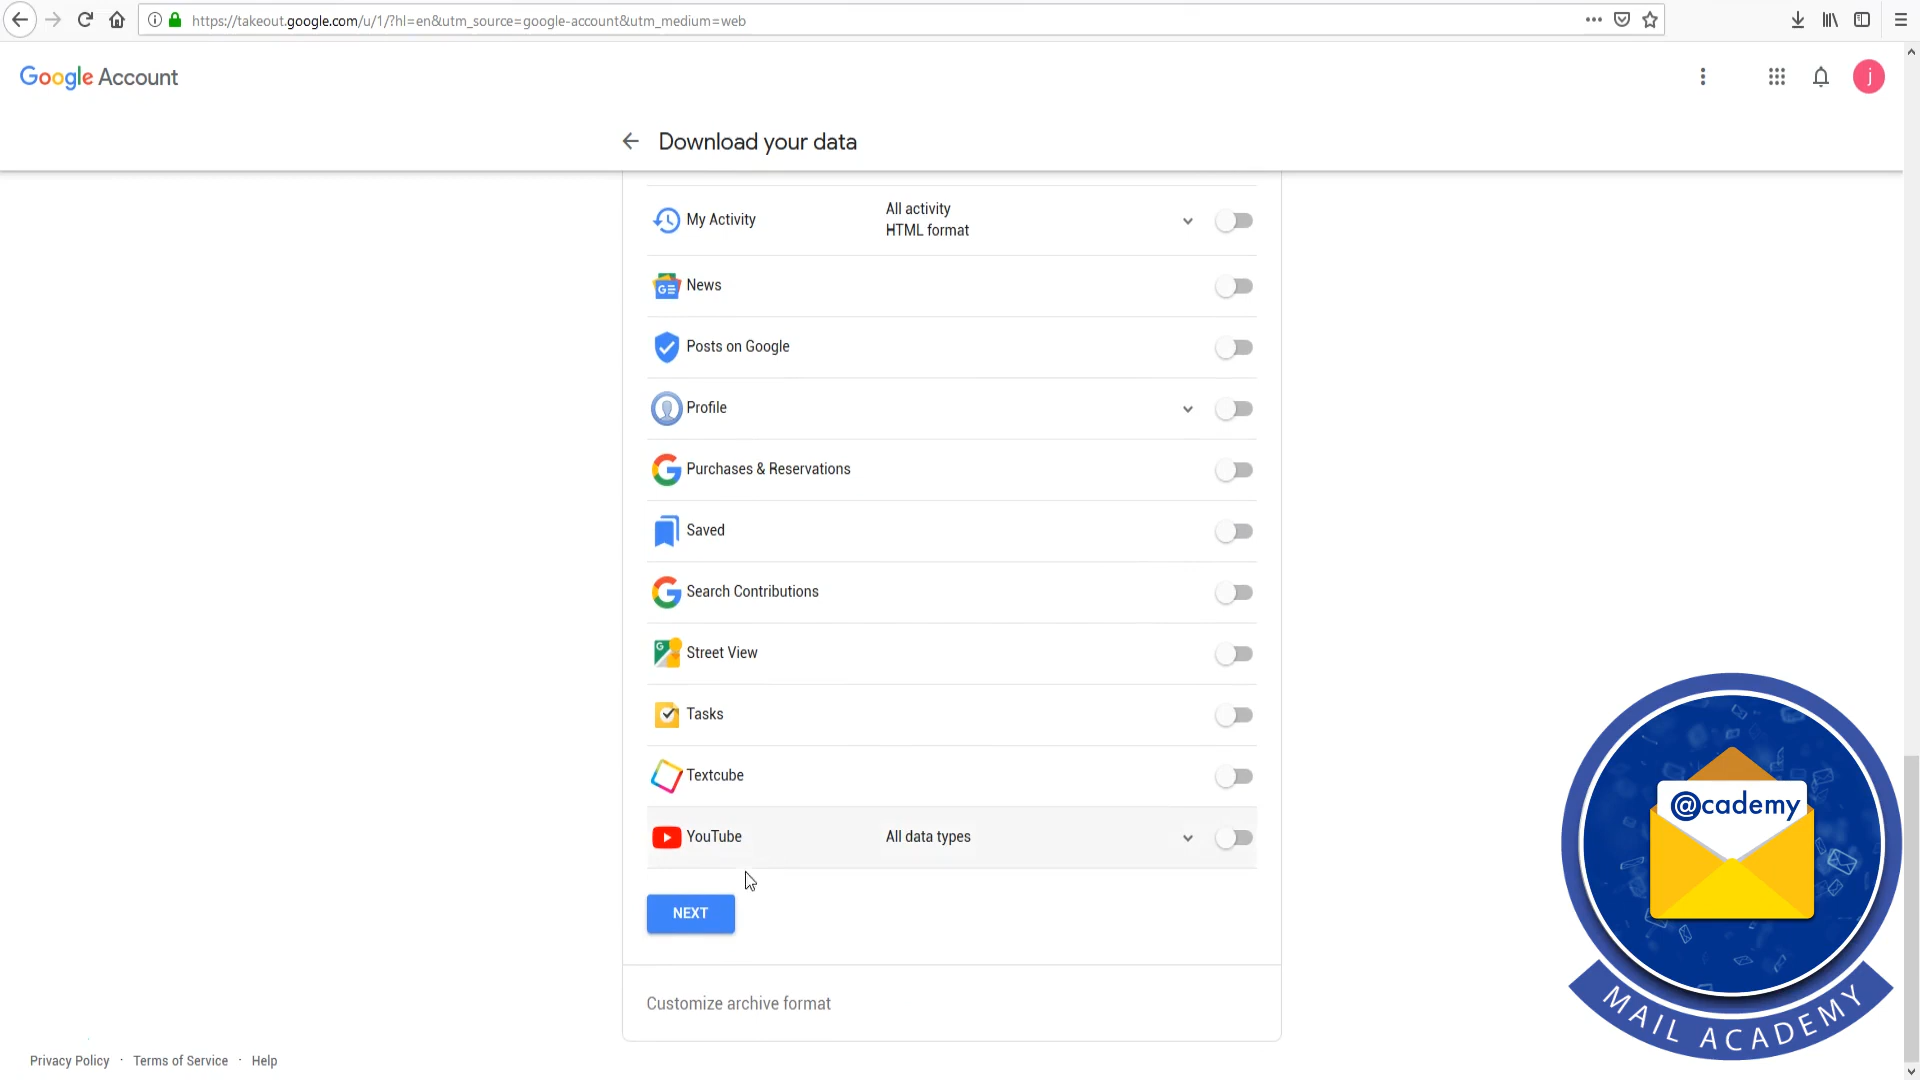 https://takeout.google.com/u/1/?hl=en&utm_source=google-account&utm_medium=web
Google Account
j
Download your data
My Activity
All activity
HTML format
News
Posts on Google
Profile
Purchases & Reservations
Saved
Search Contributions
Street View
Tasks
Textcube
YouTube
All data types
NEXT
Customize archive format
Privacy Policy · Terms of Service · Help
@cademy
MAIL ACADEMY